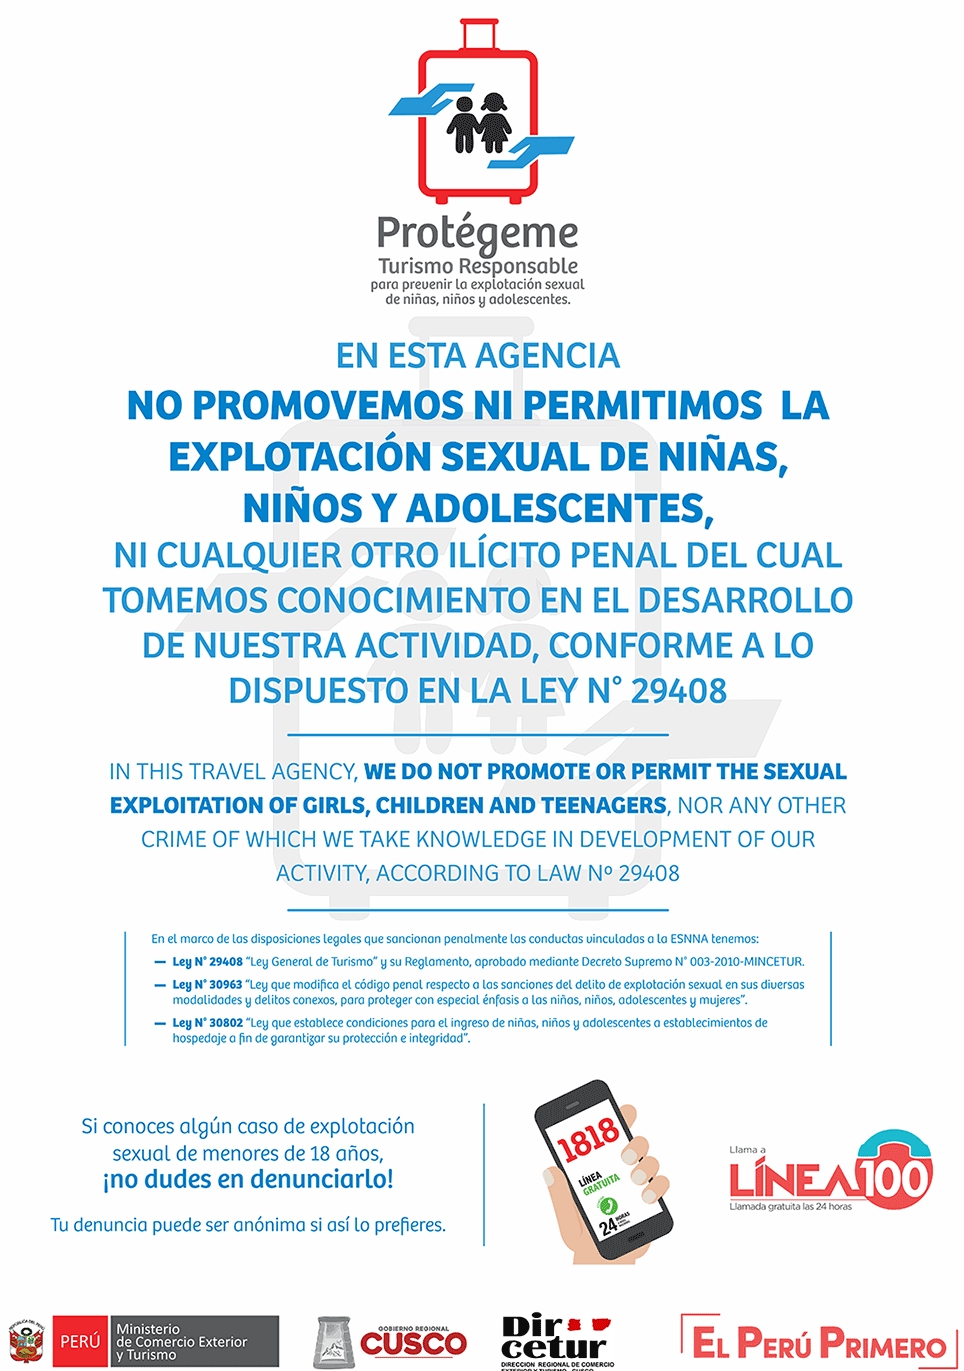 Protégeme
Turismo Responsable
para prevenir la explotación sexual
de niñas, niños y adolescentes.
EN ESTA AGENCIA
NO PROMOVEMOS NI PERMITIMOS LA
EXPLOTACIÓN SEXUAL DE NIÑAS,
NIÑOS Y ADOLESCENTES,
NI CUALQUIER OTRO ILÍCITO PENAL DEL CUAL
TOMEMOS CONOCIMIENTO EN EL DESARROLLO
DE NUESTRA ACTIVIDAD, CONFORME A LO
DISPUESTO EN LA LEY N° 29408
IN THIS TRAVEL AGENCY, WE DO NOT PROMOTE OR PERMIT THE SEXUAL
EXPLOITATION OF GIRLS, CHILDREN AND TEENAGERS, NOR ANY OTHER
CRIME OF WHICH WE TAKE KNOWLEDGE IN DEVELOPMENT OF OUR
ACTIVITY, ACCORDING TO LAW Nº 29408
En el marco de las disposiciones legales que sancionan penalmente las conductas vinculadas a la ESNNA tenemos:
— Ley N° 29408 "Ley General de Turismo" y su Reglamento, aprobado mediante Decreto Supremo N° 003-2010-MINCETUR.
— Ley N° 30963 "Ley que modifica el código penal respecto a las sanciones del delito de explotación sexual en sus diversas
modalidades y delitos conexos, para proteger con especial énfasis a las niñas, niños, adolescentes y mujeres".
— Ley N° 30802 "Ley que establece condiciones para el ingreso de niñas, niños y adolescentes a establecimientos de
hospedaje a fin de garantizar su protección e integridad".
Si conoces algún caso de explotación
sexual de menores de 18 años,
¡no dudes en denunciarlo!
Tu denuncia puede ser anónima si así lo prefieres.
1818
LÍNEA
GRATUITA
24 HORAS
Llama a
LÍNEA100
Llamada gratuita las 24 horas
PERÚ
Ministerio
de Comercio Exterior
y Turismo
GOBIERNO REGIONAL
CUSCO
Dircetur
DIRECCION REGIONAL DE COMERCIO
EXTERIOR Y TURISMO - CUSCO
EL PERÚ PRIMERO